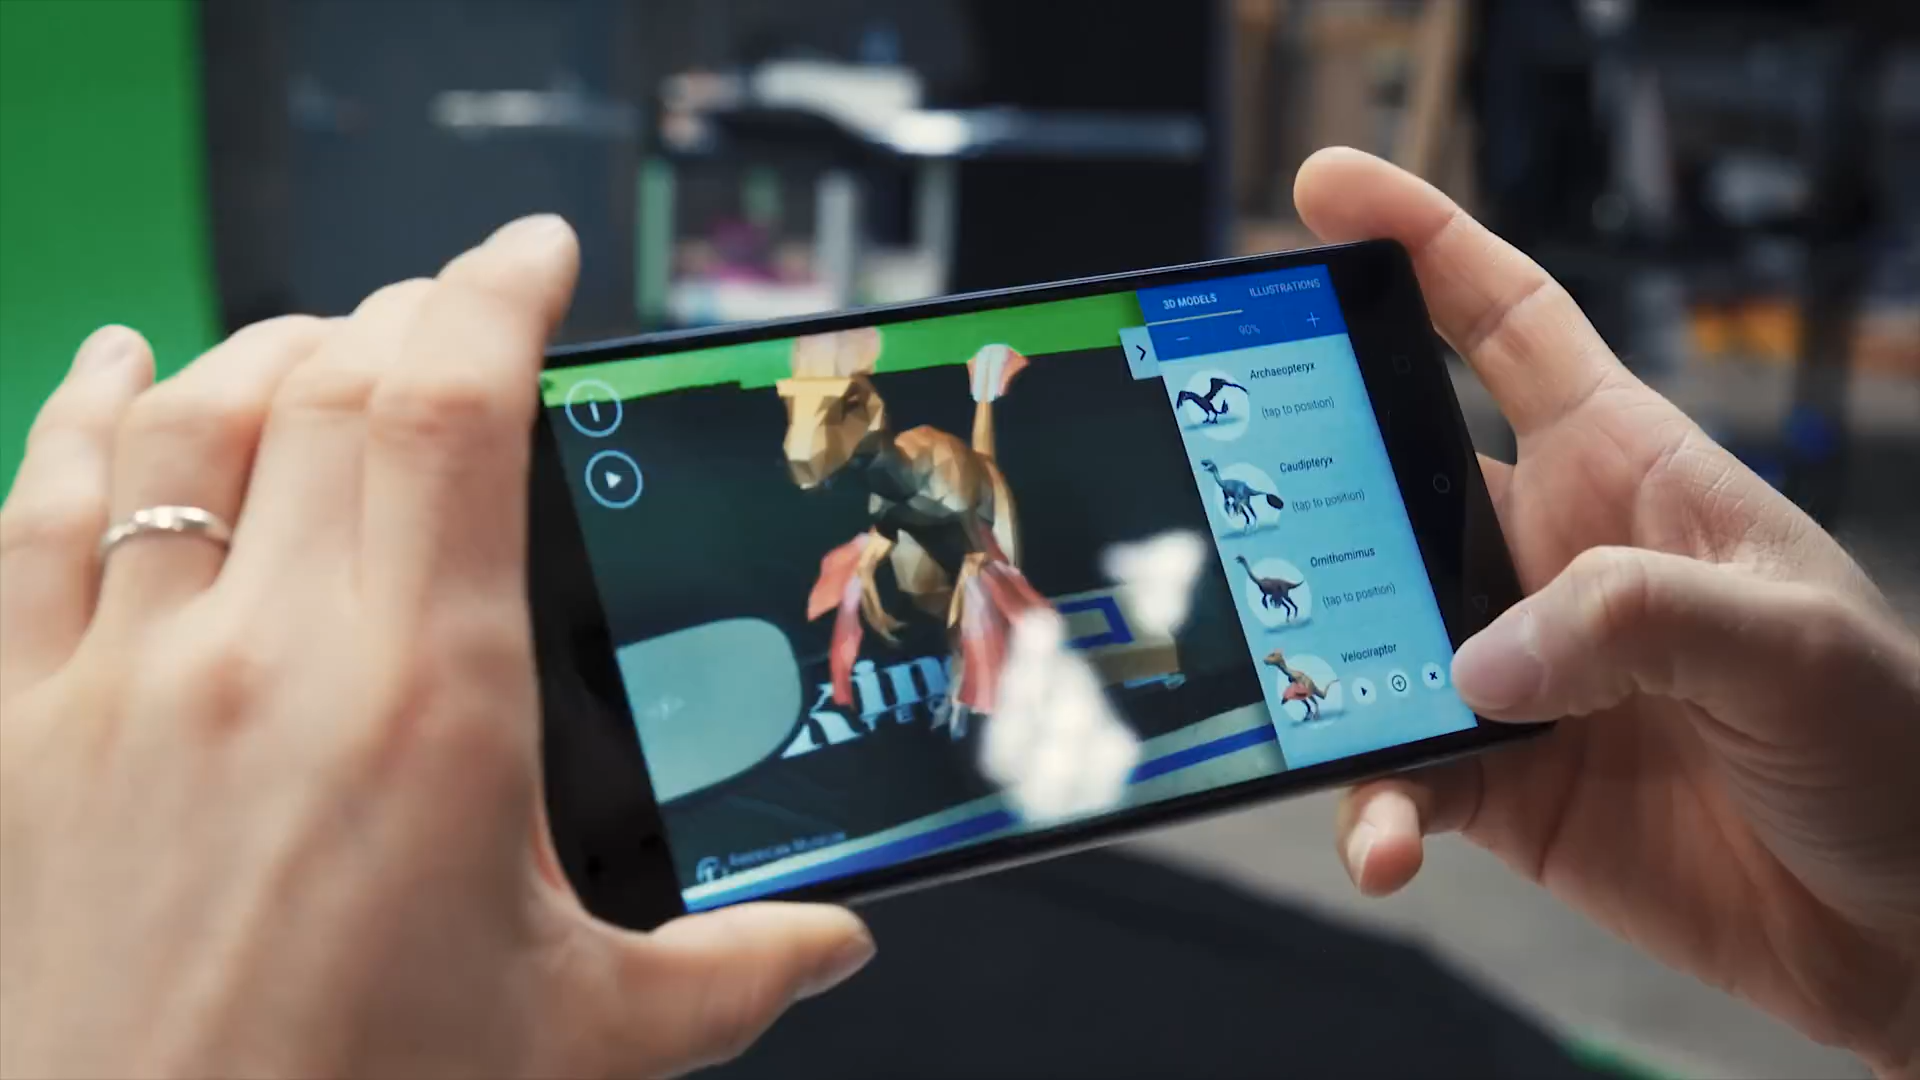 3D MODELS
ILLUSTRATIONS
90%
Archaeopteryx
(tap to position)
Caudipteryx
(tap to position)
Ornithomimus
(tap to position)
Velociraptor